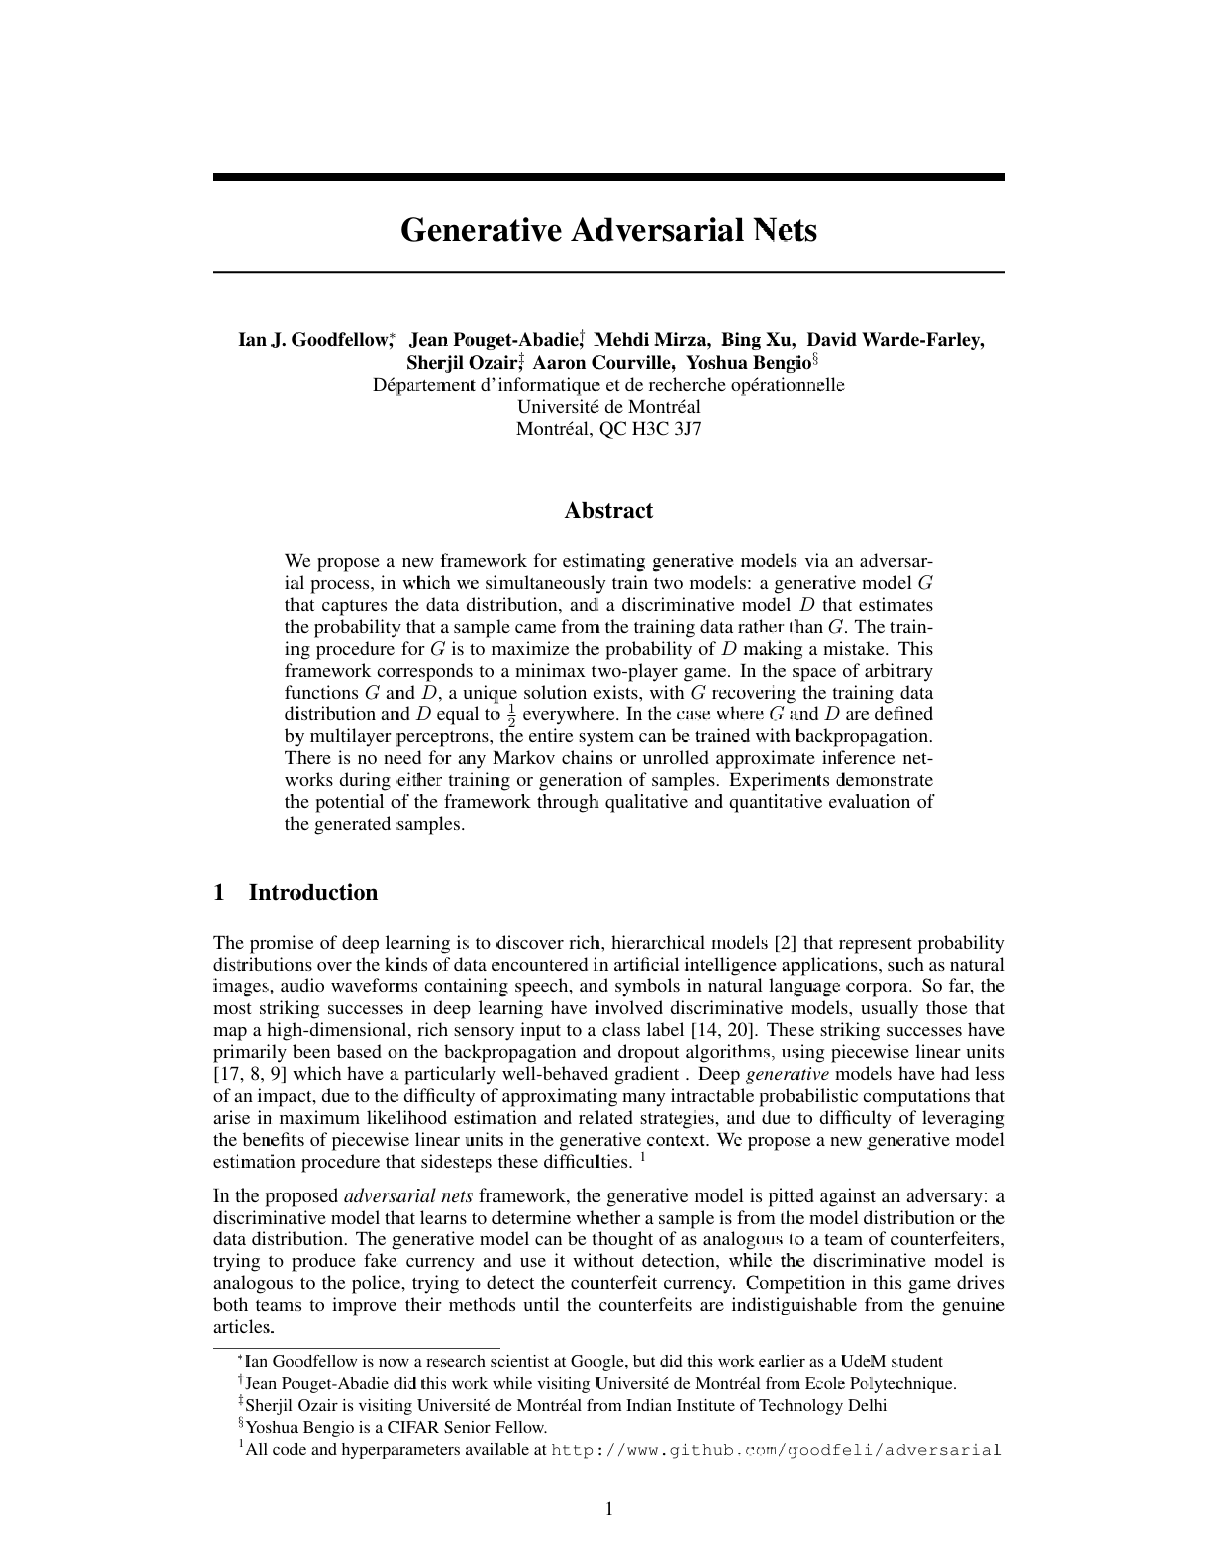 Generative Adversarial Nets
Ian J. Goodfellow,* Jean Pouget-Abadie,† Mehdi Mirza, Bing Xu, David Warde-Farley,
Sherjil Ozair,‡ Aaron Courville, Yoshua Bengio§
Département d'informatique et de recherche opérationnelle
Université de Montréal
Montréal, QC H3C 3J7
Abstract
We propose a new framework for estimating generative models via an adversar-
ial process, in which we simultaneously train two models: a generative model G
that captures the data distribution, and a discriminative model D that estimates
the probability that a sample came from the training data rather than G. The train-
ing procedure for G is to maximize the probability of D making a mistake. This
framework corresponds to a minimax two-player game. In the space of arbitrary
functions G and D, a unique solution exists, with G recovering the training data
distribution and D equal to 1/2 everywhere. In the case where G and D are defined
by multilayer perceptrons, the entire system can be trained with backpropagation.
There is no need for any Markov chains or unrolled approximate inference net-
works during either training or generation of samples. Experiments demonstrate
the potential of the framework through qualitative and quantitative evaluation of
the generated samples.
1 Introduction
The promise of deep learning is to discover rich, hierarchical models [2] that represent probability
distributions over the kinds of data encountered in artificial intelligence applications, such as natural
images, audio waveforms containing speech, and symbols in natural language corpora. So far, the
most striking successes in deep learning have involved discriminative models, usually those that
map a high-dimensional, rich sensory input to a class label [14, 20]. These striking successes have
primarily been based on the backpropagation and dropout algorithms, using piecewise linear units
[17, 8, 9] which have a particularly well-behaved gradient . Deep generative models have had less
of an impact, due to the difficulty of approximating many intractable probabilistic computations that
arise in maximum likelihood estimation and related strategies, and due to difficulty of leveraging
the benefits of piecewise linear units in the generative context. We propose a new generative model
estimation procedure that sidesteps these difficulties. 1
In the proposed adversarial nets framework, the generative model is pitted against an adversary: a
discriminative model that learns to determine whether a sample is from the model distribution or the
data distribution. The generative model can be thought of as analogous to a team of counterfeiters,
trying to produce fake currency and use it without detection, while the discriminative model is
analogous to the police, trying to detect the counterfeit currency. Competition in this game drives
both teams to improve their methods until the counterfeits are indistiguishable from the genuine
articles.
*Ian Goodfellow is now a research scientist at Google, but did this work earlier as a UdeM student
†Jean Pouget-Abadie did this work while visiting Université de Montréal from Ecole Polytechnique.
‡Sherjil Ozair is visiting Université de Montréal from Indian Institute of Technology Delhi
§Yoshua Bengio is a CIFAR Senior Fellow.
1All code and hyperparameters available at http://www.github.com/goodfeli/adversarial
1